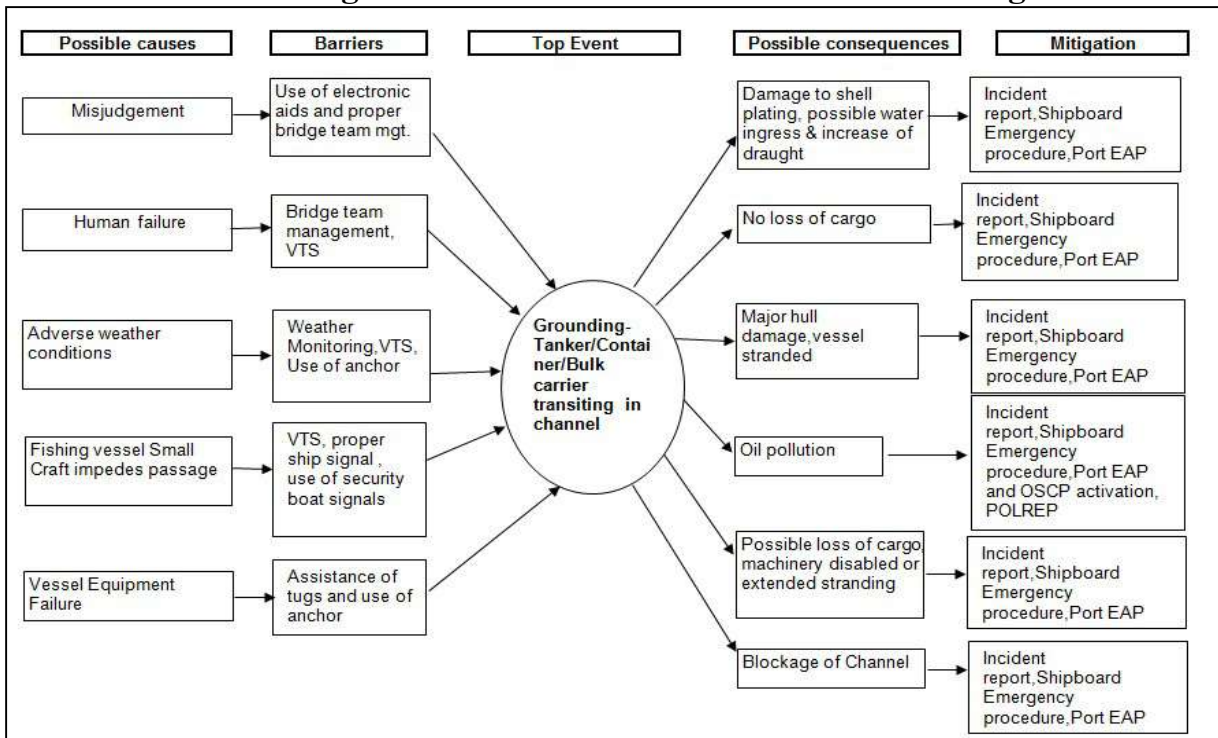 Possible causes
Barriers
Top Event
Possible consequences
Mitigation
Misjudgement
Use of electronic
aids and proper
bridge team mgt.
Human failure
Bridge team
management,
VTS
Adverse weather
conditions
Weather
Monitoring,VTS,
Use of anchor
Fishing vessel Small
Craft impedes passage
VTS, proper
ship signal ,
use of security
boat signals
Vessel Equipment
Failure
Assistance of
tugs and use of
anchor
Grounding-
Tanker/Contai
ner/Bulk
carrier
transiting in
channel
Damage to shell
plating, possible water
ingress & increase of
draught
Incident
report,Shipboard
Emergency
procedure,Port EAP
No loss of cargo
Incident
report,Shipboard
Emergency
procedure,Port EAP
Major hull
damage,vessel
stranded
Incident
report,Shipboard
Emergency
procedure,Port EAP
Oil pollution
Incident
report,Shipboard
Emergency
procedure,Port EAP
and OSCP activation,
POLREP
Possible loss of cargo,
machinery disabled or
extended stranding
Incident
report,Shipboard
Emergency
procedure,Port EAP
Blockage of Channel
Incident
report,Shipboard
Emergency
procedure,Port EAP